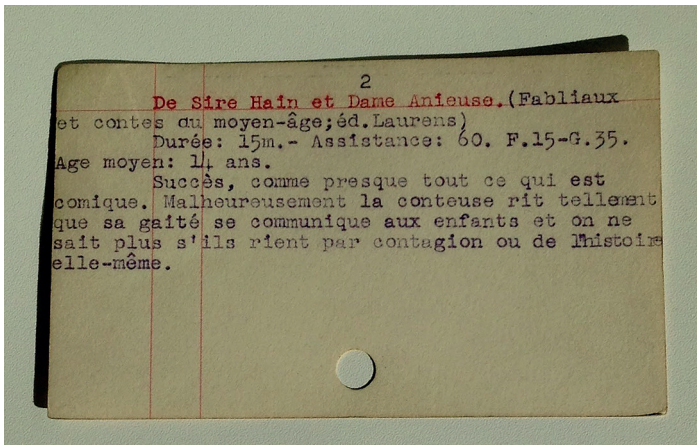 2
De Sire Hain et Dame Anieuse.(Fabliaux
et contes du moyen-âge;éd.Laurens)
Durée: 15m.- Assistance: 60. F.15-G.35.
Age moyen: 14 ans.
Succès, comme presque tout ce qui est
comique. Malheureusement la conteuse rit tellement
que sa gaité se communique aux enfants et on ne
sait plus s'ils rient par contagion ou de l'histoire
elle-même.